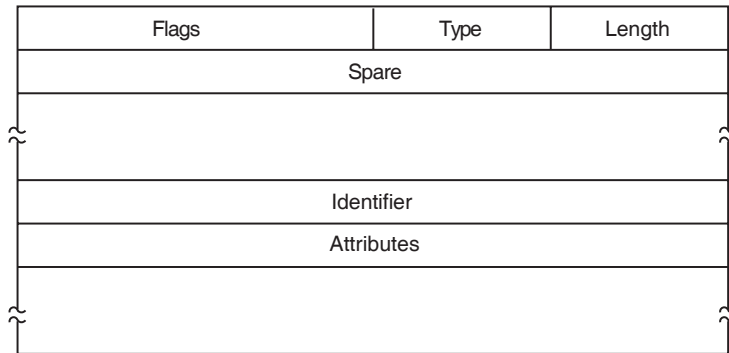 Flags Type Length
Spare
Identifier
Attributes